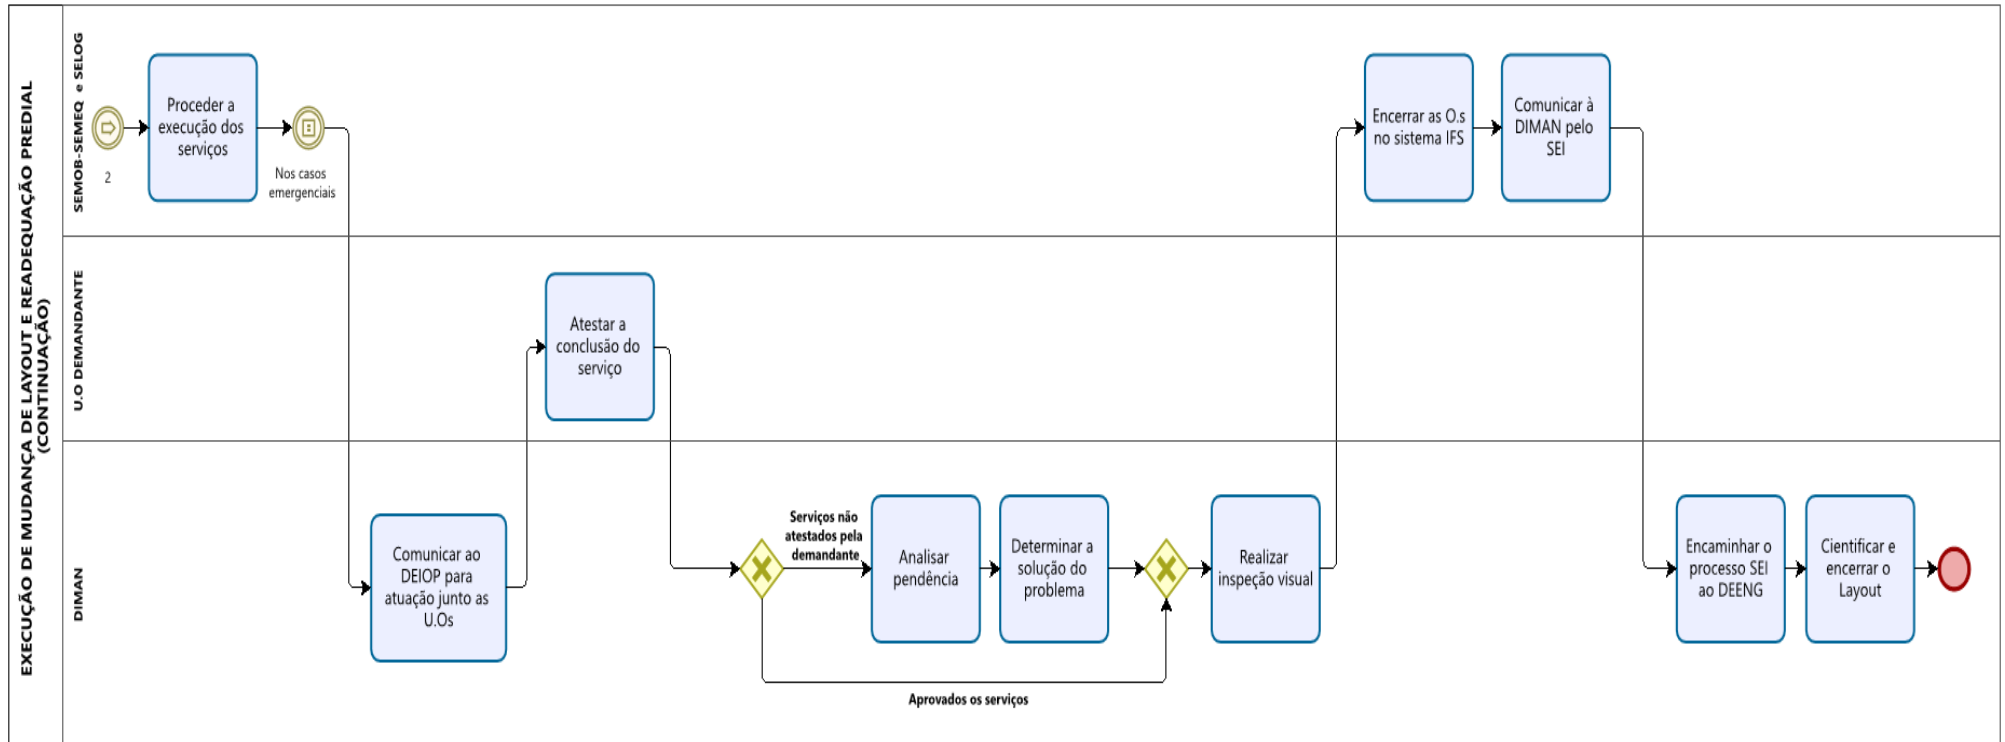 EXECUÇÃO DE MUDANÇA DE LAYOUT E READEQUAÇÃO PREDIAL
(CONTINUAÇÃO)
SEMOB-SEMEQ e SELOG
2
Proceder a
execução dos
serviços
Nos casos
emergenciais
Encerrar as O.s
no sistema IFS
Comunicar à
DIMAN pelo
SEI
U.O DEMANDANTE
Atestar a
conclusão do
serviço
DIMAN
Comunicar ao
DEIOP para
atuação junto as
U.Os
Serviços não
atestados pela
demandante
Analisar
pendência
Determinar a
solução do
problema
Aprovados os serviços
Realizar
inspeção visual
Encaminhar o
processo SEI
ao DEENG
Cientificar e
encerrar o
Layout